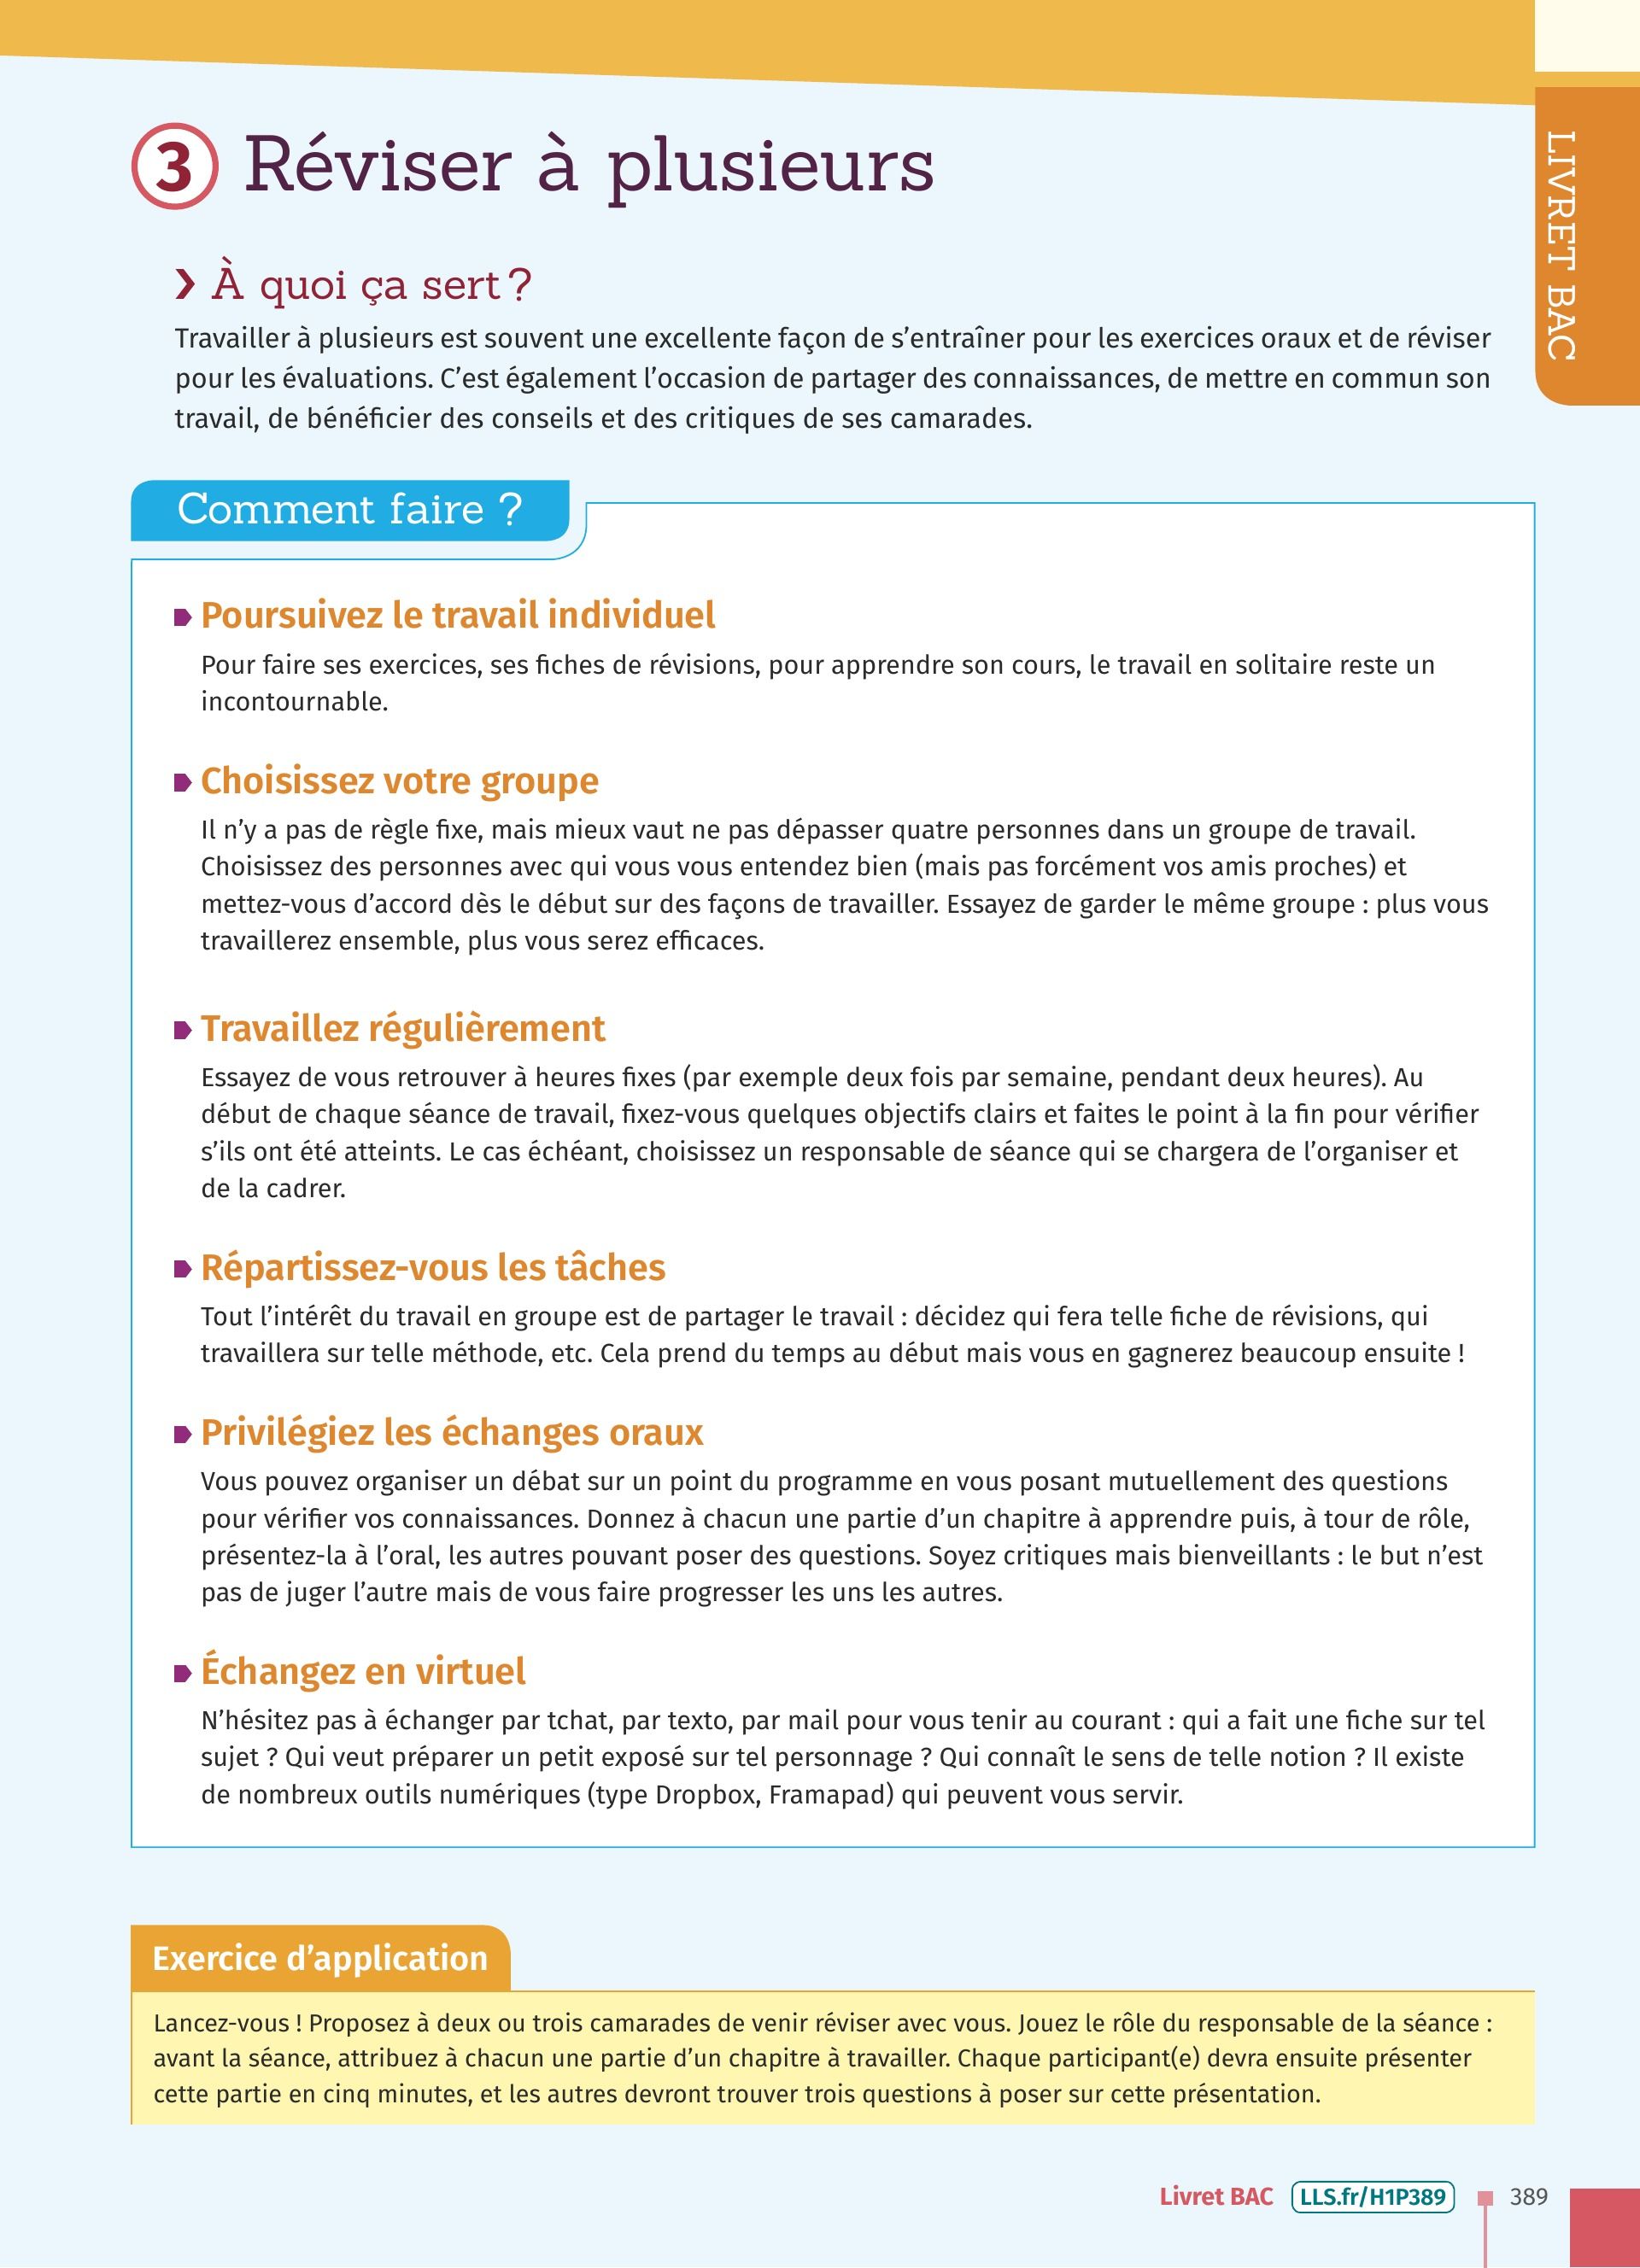 LIVRET BAC
3 Réviser à plusieurs
À quoi ça sert ?
Travailler à plusieurs est souvent une excellente façon de s’entraîner pour les exercices oraux et de réviser
pour les évaluations. C’est également l’occasion de partager des connaissances, de mettre en commun son
travail, de bénéficier des conseils et des critiques de ses camarades.
Comment faire ?
Poursuivez le travail individuel
Pour faire ses exercices, ses fiches de révisions, pour apprendre son cours, le travail en solitaire reste un
incontournable.
Choisissez votre groupe
Il n’y a pas de règle fixe, mais mieux vaut ne pas dépasser quatre personnes dans un groupe de travail.
Choisissez des personnes avec qui vous vous entendez bien (mais pas forcément vos amis proches) et
mettez-vous d’accord dès le début sur des façons de travailler. Essayez de garder le même groupe : plus vous
travaillerez ensemble, plus vous serez efficaces.
Travaillez régulièrement
Essayez de vous retrouver à heures fixes (par exemple deux fois par semaine, pendant deux heures). Au
début de chaque séance de travail, fixez-vous quelques objectifs clairs et faites le point à la fin pour vérifier
s’ils ont été atteints. Le cas échéant, choisissez un responsable de séance qui se chargera de l’organiser et
de la cadrer.
Répartissez-vous les tâches
Tout l’intérêt du travail en groupe est de partager le travail : décidez qui fera telle fiche de révisions, qui
travaillera sur telle méthode, etc. Cela prend du temps au début mais vous en gagnerez beaucoup ensuite !
Privilégiez les échanges oraux
Vous pouvez organiser un débat sur un point du programme en vous posant mutuellement des questions
pour vérifier vos connaissances. Donnez à chacun une partie d’un chapitre à apprendre puis, à tour de rôle,
présentez-la à l’oral, les autres pouvant poser des questions. Soyez critiques mais bienveillants : le but n’est
pas de juger l’autre mais de vous faire progresser les uns les autres.
Échangez en virtuel
N’hésitez pas à échanger par tchat, par texto, par mail pour vous tenir au courant : qui a fait une fiche sur tel
sujet ? Qui veut préparer un petit exposé sur tel personnage ? Qui connaît le sens de telle notion ? Il existe
de nombreux outils numériques (type Dropbox, Framapad) qui peuvent vous servir.
Exercice d’application
Lancez-vous ! Proposez à deux ou trois camarades de venir réviser avec vous. Jouez le rôle du responsable de la séance :
avant la séance, attribuez à chacun une partie d’un chapitre à travailler. Chaque participant(e) devra ensuite présenter
cette partie en cinq minutes, et les autres devront trouver trois questions à poser sur cette présentation.
Livret BAC LLS.fr/H1P389 389